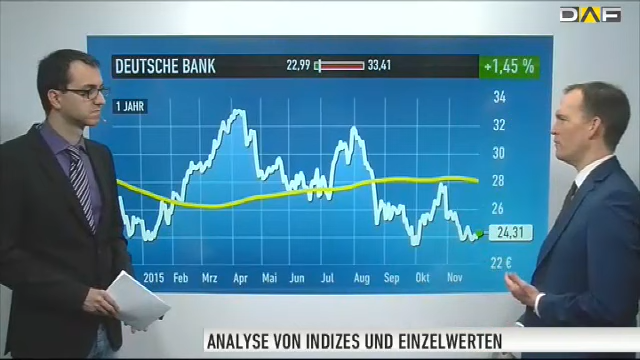 DAF
DEUTSCHE BANK 22,99 33,41 +1,45 %
1 JAHR
34
32
30
28
26
24,31
22 €
2015 Feb Mrz Apr Mai Jun Jul Aug Sep Okt Nov
ANALYSE VON INDIZES UND EINZELWERTEN